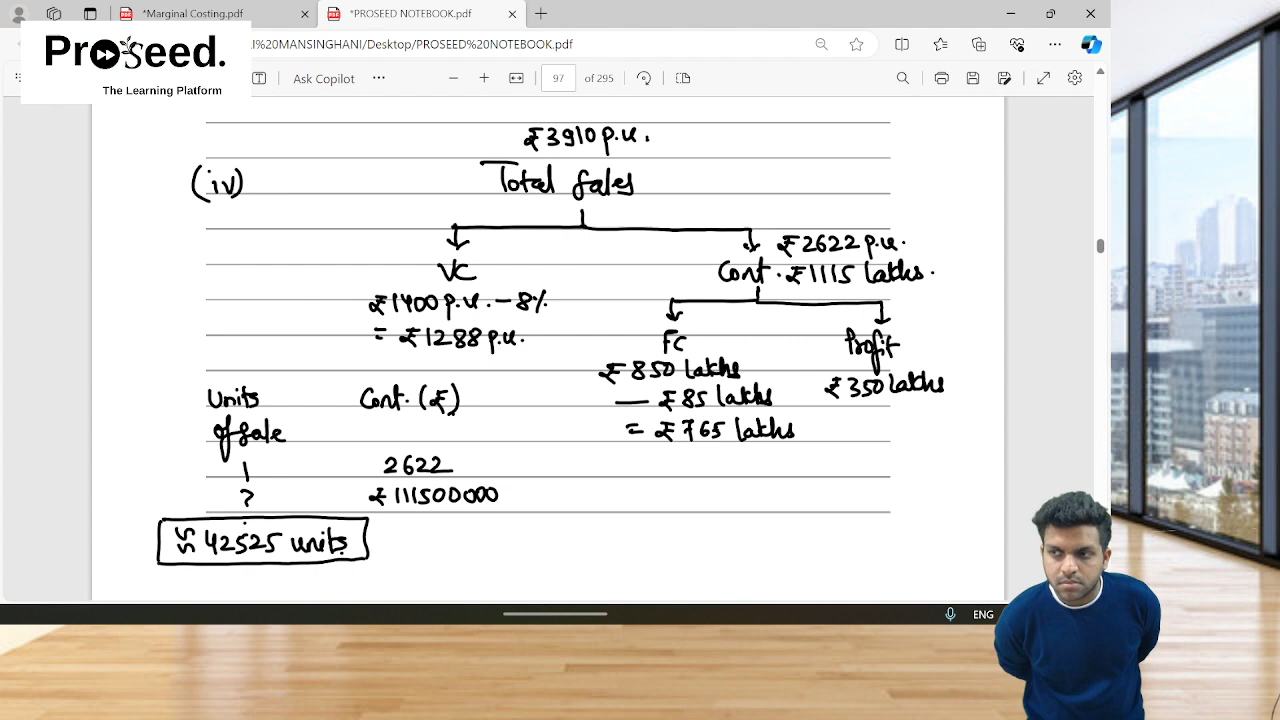 *Marginal Costing.pdf
*PROSEED NOTEBOOK.pdf
Proseed.
The Learning Platform
I%20MANSINGHANI/Desktop/PROSEED%20NOTEBOOK.pdf
Ask Copilot
97 of 295
₹3910 p.u.
(iv) Total Sales
₹2622 p.u.
VC Cont. ₹1115 lakhs.
₹1400 p.u. - 8%
= ₹1288 p.u. FC Profit
₹850 lakhs ₹350 lakhs
Units Cont. (₹) — ₹85 lakhs
of Sale = ₹765 lakhs
1 2622
? ₹111500000
≈ 42525 units
ENG